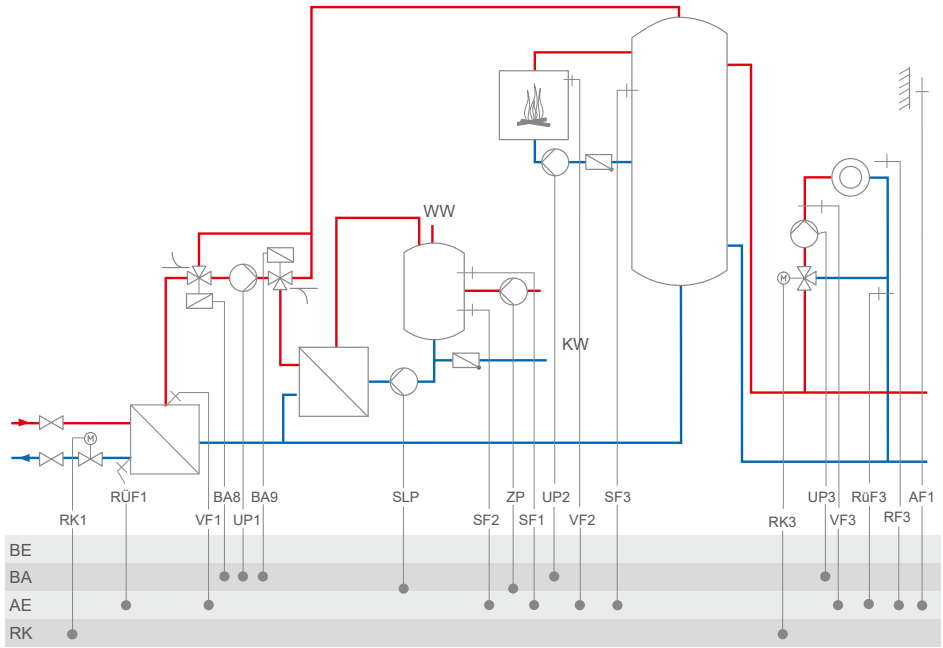 WW
M
KW
M
RÜF1 BA8 BA9 SLP ZP UP2 SF3 UP3 RüF3 AF1
RK1 VF1 UP1 SF2 SF1 VF2 RK3 VF3 RF3
BE
BA
AE
RK